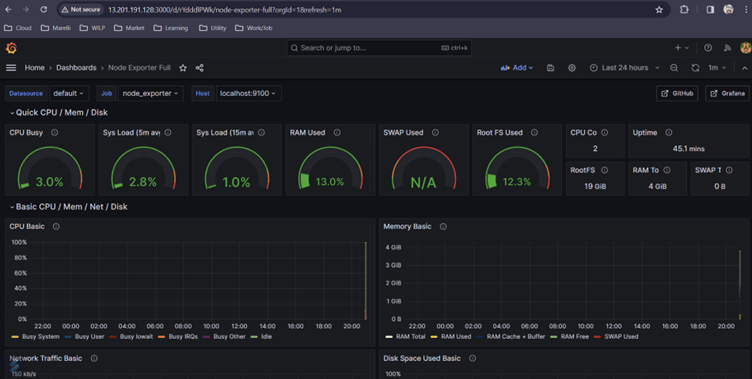 Not secure 13.201.191.128:3000/d/rYdddlPWk/node-exporter-full?orgId=1&refresh=1m
Cloud Marelli WILP Market Learning Utility Work/Job
Search or jump to... ctrl+k
Home Dashboards Node Exporter Full Add Last 24 hours 1m
Datasource default Job node_exporter Host localhost:9100 GitHub Grafana
Quick CPU / Mem / Disk
CPU Busy Sys Load (5m avg Sys Load (15m a RAM Used SWAP Used Root FS Used CPU Co Uptime
2 45.1 mins
RootFS RAM To SWAP T
3.0% 2.8% 1.0% 13.0% N/A 12.3% 19 GiB 4 GiB 0 B
Basic CPU / Mem / Net / Disk
CPU Basic Memory Basic
100%
80%
60%
40%
20%
0%
4 GiB
3 GiB
2 GiB
1 GiB
0 B
22:00 00:00 02:00 04:00 06:00 08:00 10:00 12:00 14:00 16:00 18:00 20:00
22:00 00:00 02:00 04:00 06:00 08:00 10:00 12:00 14:00 16:00 18:00 20:00
Busy System Busy User Busy Iowait Busy IRQs Busy Other Idle
RAM Total RAM Used RAM Cache + Buffer RAM Free SWAP Used
Network Traffic Basic Disk Space Used Basic
150 kb/s 100%